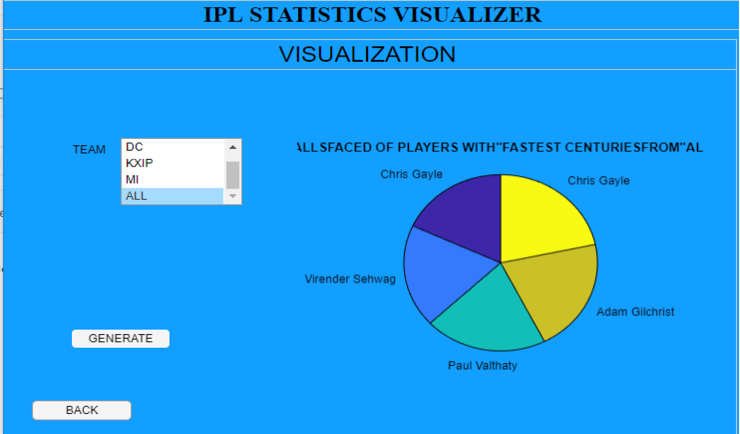 IPL STATISTICS VISUALIZER
VISUALIZATION
TEAM
DC
KXIP
MI
ALL
ALLSFACED OF PLAYERS WITH"FASTEST CENTURIESFROM"AL
Chris Gayle
Chris Gayle
Virender Sehwag
Adam Gilchrist
Paul Valthaty
GENERATE
BACK